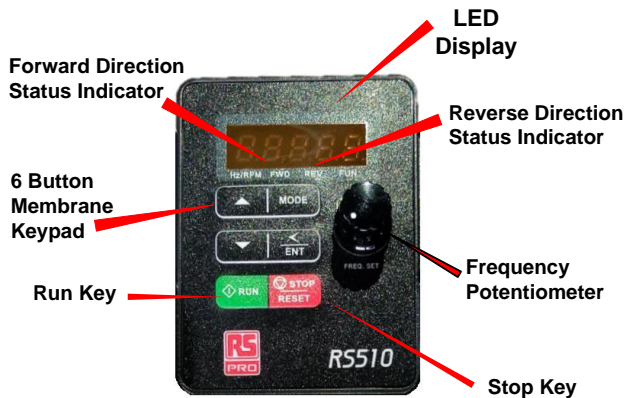 LED
Display
Forward Direction
Status Indicator
Reverse Direction
Status Indicator
Hz/RPM FWD REV FUN
6 Button
Membrane
Keypad
MODE
ENT
FREQ. SET
Frequency
Potentiometer
Run Key
RUN
STOP
RESET
RS
PRO
RS510
Stop Key